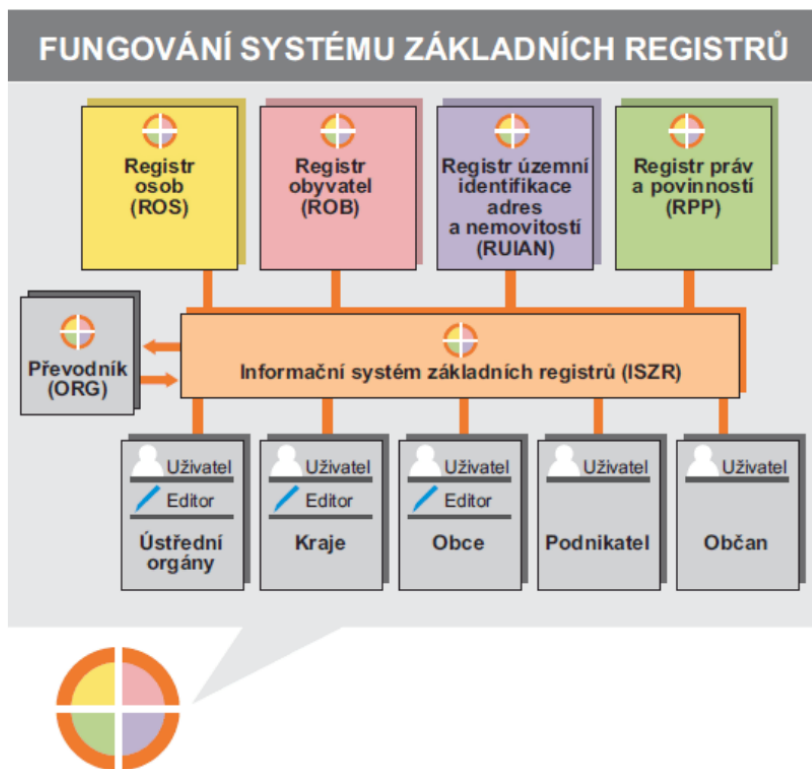 FUNGOVÁNÍ SYSTÉMU ZÁKLADNÍCH REGISTRŮ
Registr
osob
(ROS)
Registr
obyvatel
(ROB)
Registr územní
identifikace
adres
a nemovitostí
(RUIAN)
Registr práv
a povinností
(RPP)
Převodník
(ORG)
Informační systém základních registrů (ISZR)
Uživatel
Editor
Ústřední
orgány
Uživatel
Editor
Kraje
Uživatel
Editor
Obce
Uživatel
Podnikatel
Uživatel
Občan